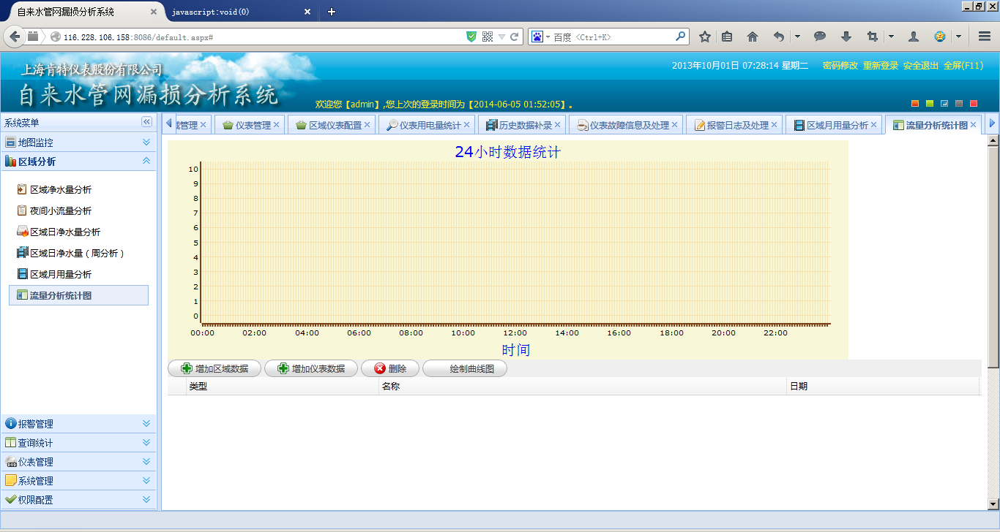 自来水管网漏损分析系统
javascript:void(0)
116.228.106.158:8086/default.aspx#
百度 <Ctrl+K>
上海肯特仪表股份有限公司
2013年10月01日 07:28:14 星期二 密码修改 重新登录 安全退出 全屏(F11)
自来水管网漏损分析系统
欢迎您【admin】,您上次的登录时间为【2014-06-05 01:52:05】。
系统菜单
管理
仪表管理
区域仪表配置
仪表用电量统计
历史数据补录
仪表故障信息及处理
报警日志及处理
区域月用量分析
流量分析统计图
地图监控
区域分析
区域净水量分析
夜间小流量分析
区域日净水量分析
区域日净水量（周分析）
区域月用量分析
流量分析统计图
报警管理
查询统计
仪表管理
系统管理
权限配置
24小时数据统计
10
9
8
7
6
5
4
3
2
1
0
00:00 02:00 04:00 06:00 08:00 10:00 12:00 14:00 16:00 18:00 20:00 22:00
时间
增加区域数据 增加仪表数据 删除 绘制曲线图
类型 名称 日期